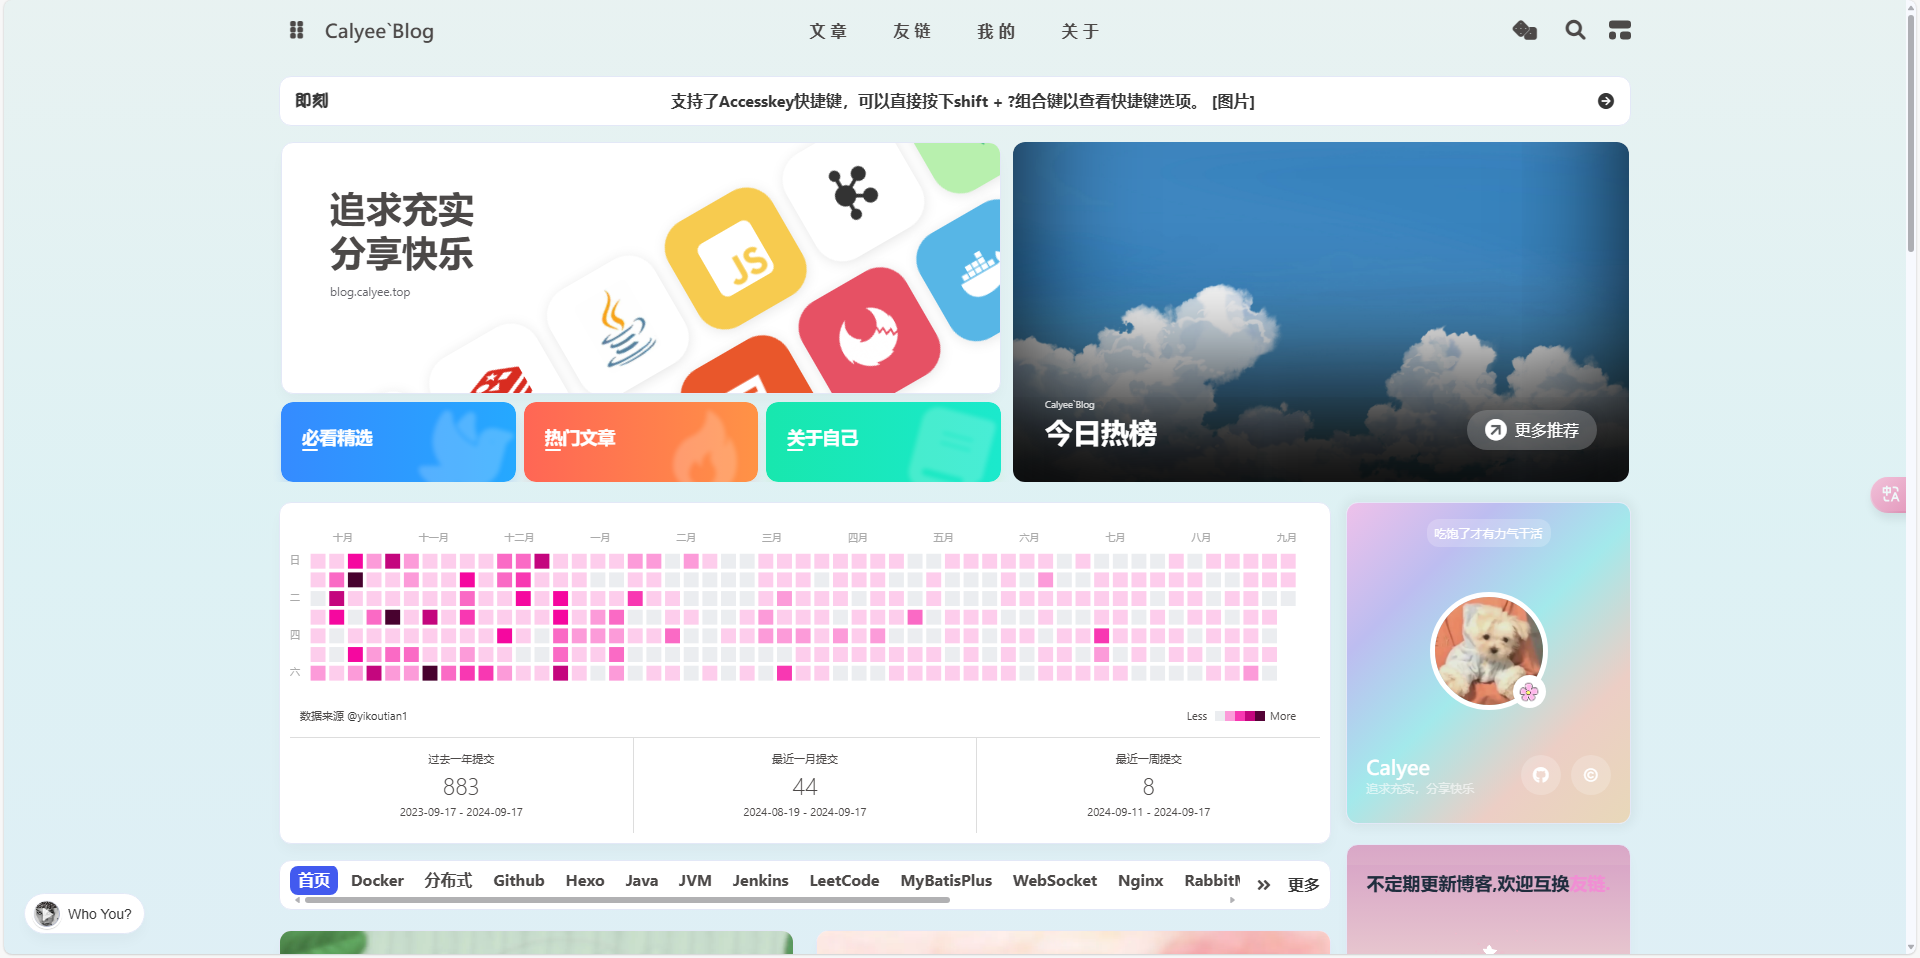 Calyee`Blog
文章 友链 我的 关于
即刻
支持了Accesskey快捷键，可以直接按下shift + ?组合键以查看快捷键选项。 [图片]
追求充实
分享快乐
blog.calyee.top
JS
Calyee`Blog
今日热榜
更多推荐
必看精选
热门文章
关于自己
十月 十一月 十二月 一月 二月 三月 四月 五月 六月 七月 八月 九月
日
二
四
六
数据来源 @yikoutian1
Less More
过去一年提交
883
2023-09-17 - 2024-09-17
最近一月提交
44
2024-08-19 - 2024-09-17
最近一周提交
8
2024-09-11 - 2024-09-17
吃饱了才有力气干活
Calyee
追求充实，分享快乐
首页 Docker 分布式 Github Hexo Java JVM Jenkins LeetCode MyBatisPlus WebSocket Nginx
更多
不定期更新博客,欢迎互换友链.
Who You?